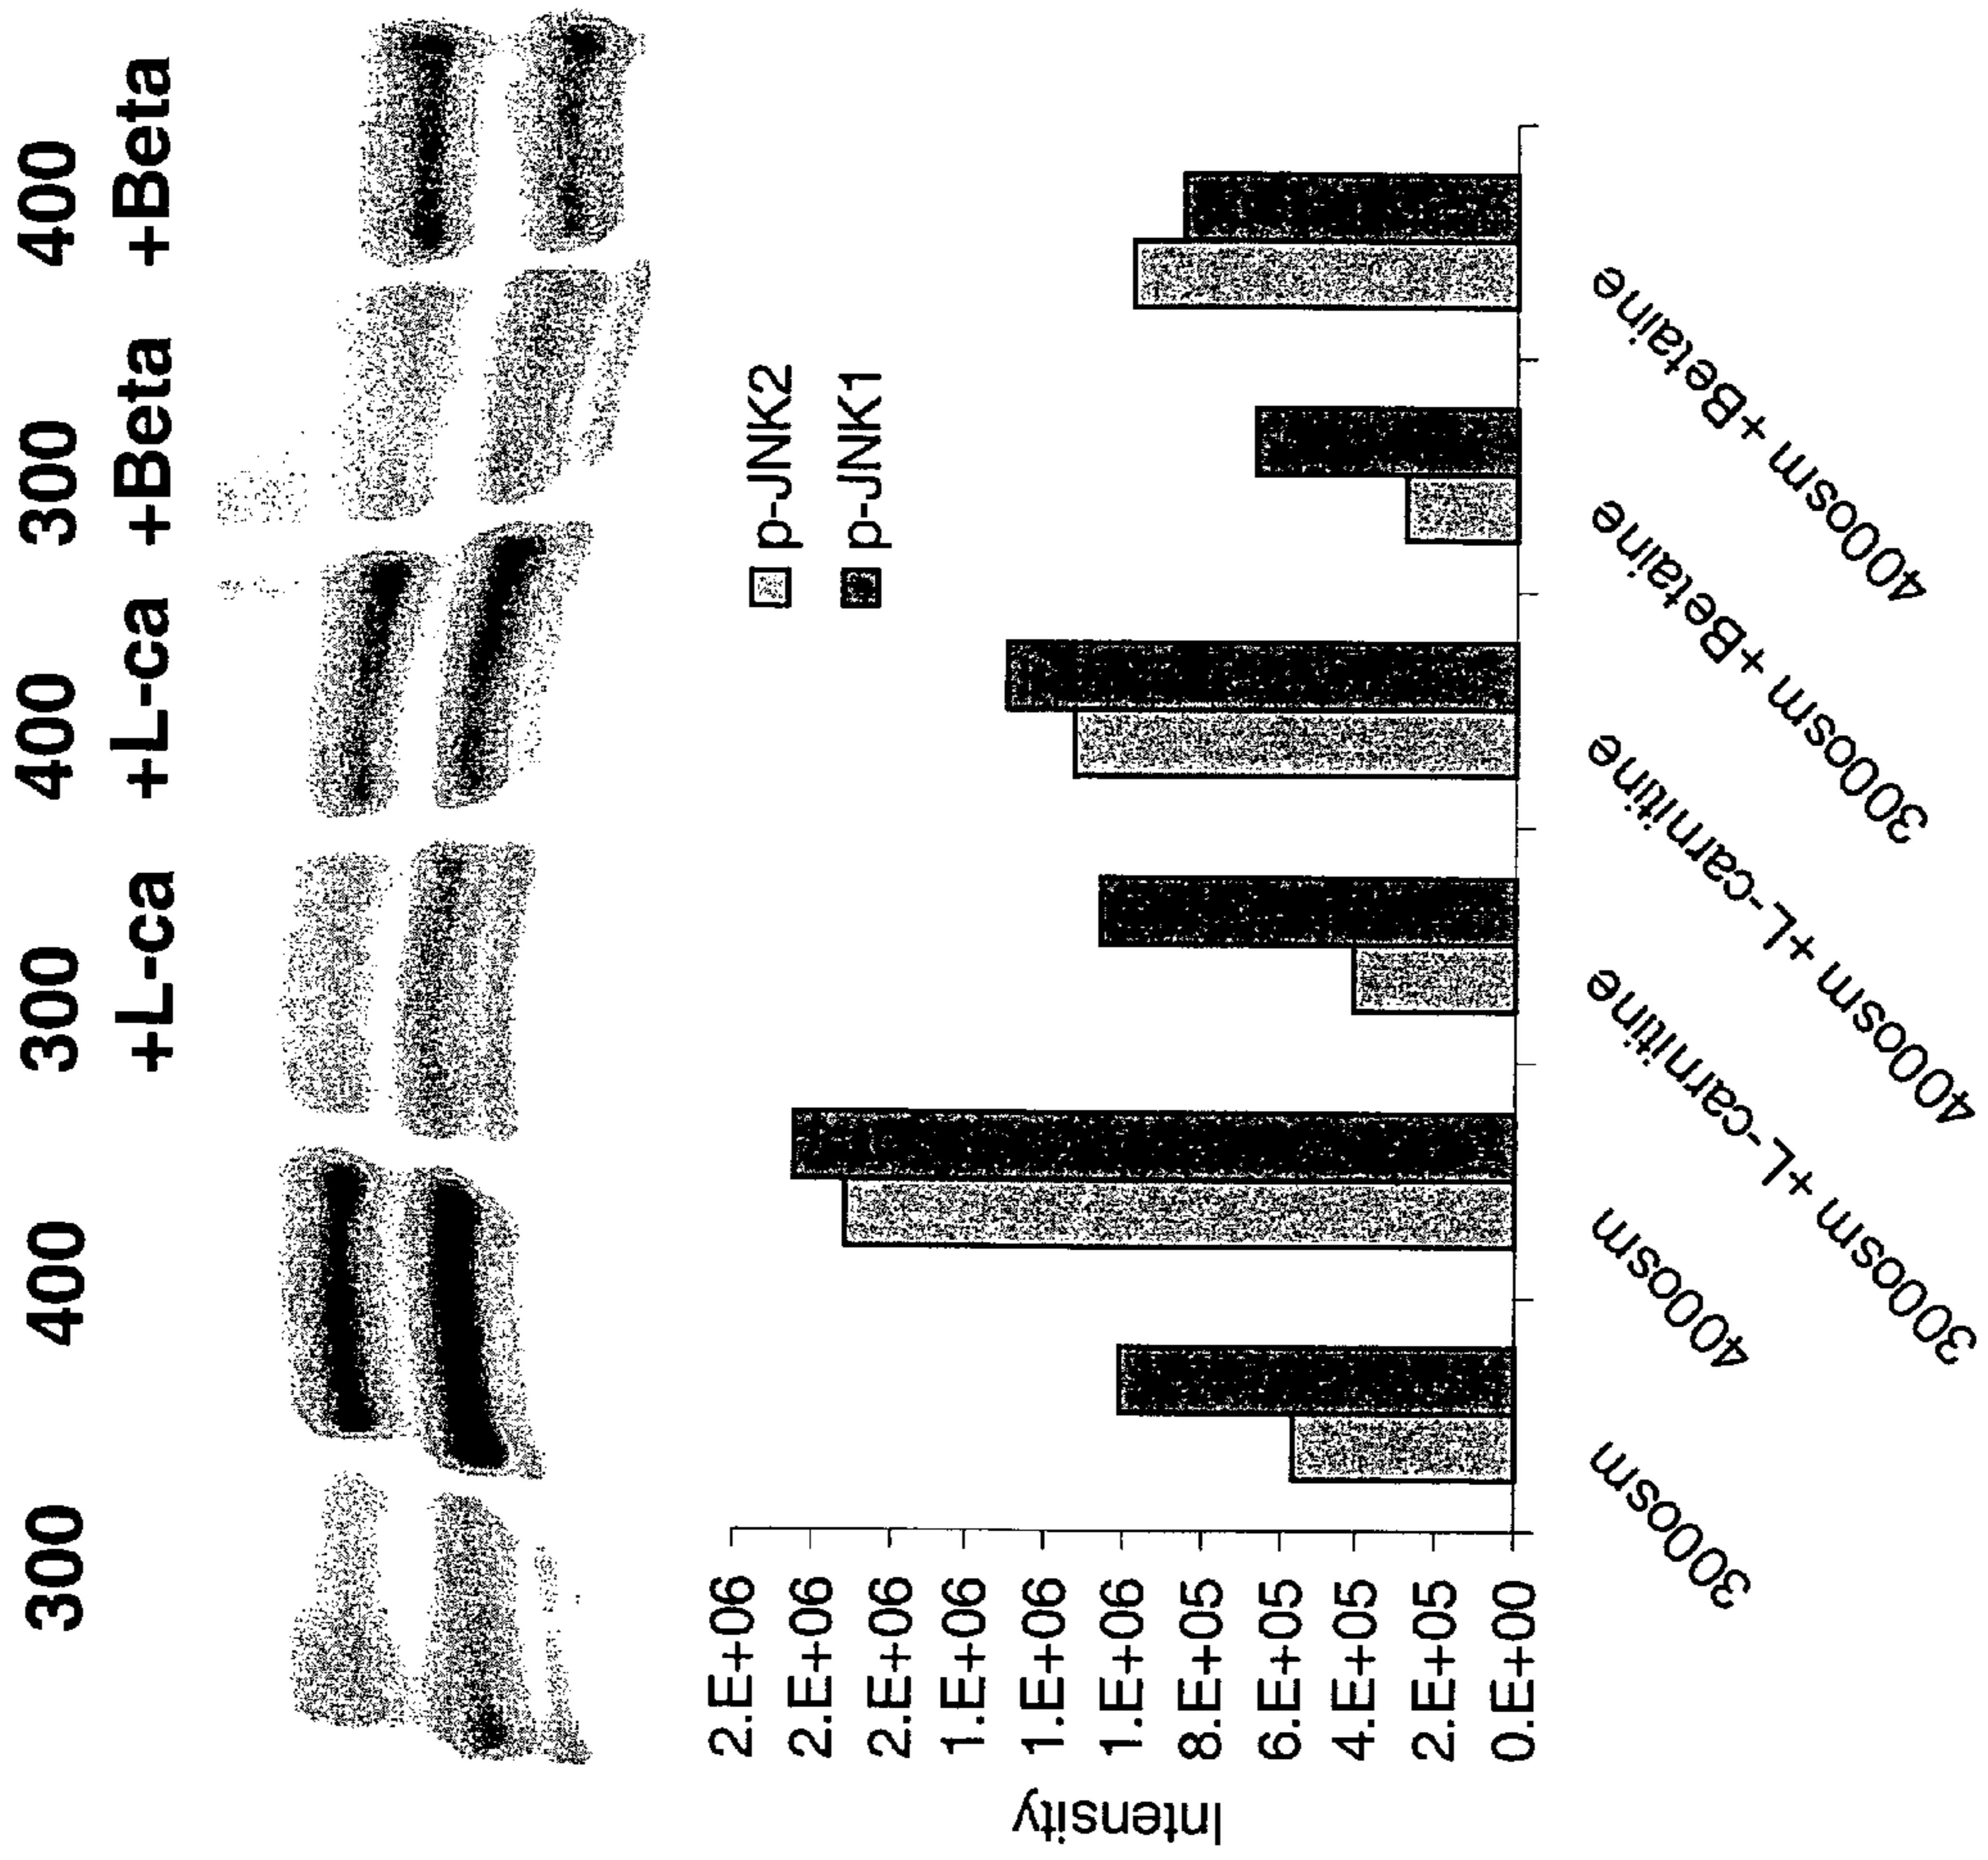 300 400 300 400 300 400
+L-ca +L-ca +Beta +Beta
p-JNK2
p-JNK1
Intensity
2.E+06
2.E+06
2.E+06
1.E+06
1.E+06
1.E+06
8.E+05
6.E+05
4.E+05
2.E+05
0.E+00
300osm
400osm
300osm +L-carnitine
400osm +L-carnitine
300osm +Betaine
400osm +Betaine